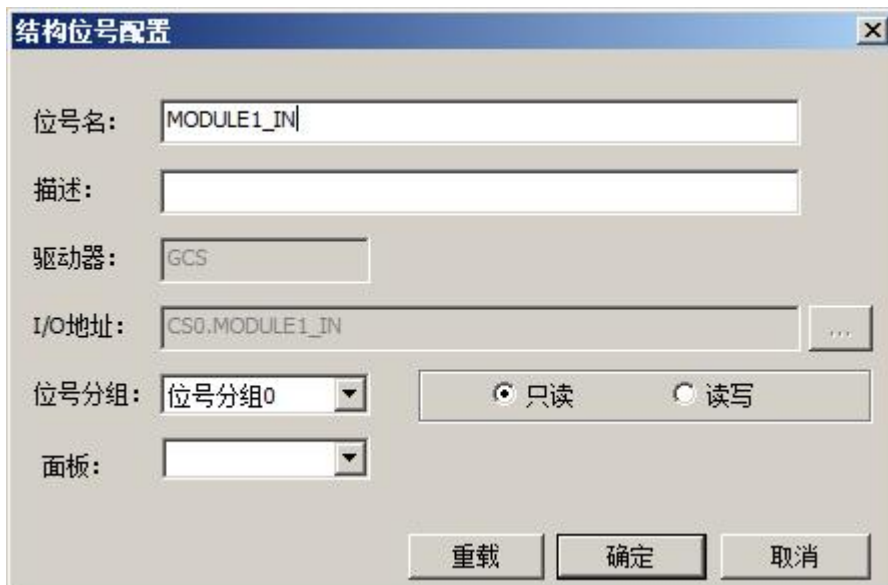 结构位号配置
位号名： MODULE1_IN
描述：
驱动器： GCS
I/O地址： CS0.MODULE1_IN ...
位号分组： 位号分组0 只读 读写
面板：
重载 确定 取消